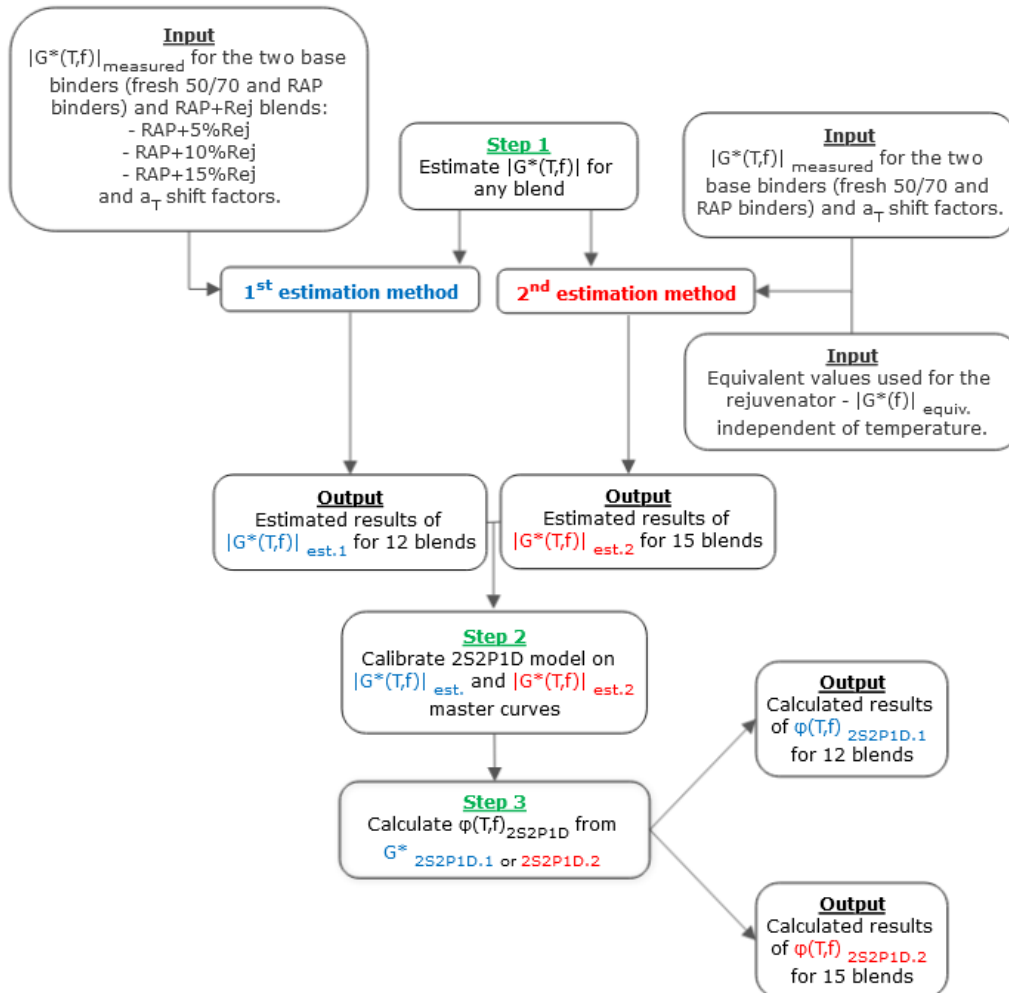 Input
|G*(T,f)|measured for the two base
binders (fresh 50/70 and RAP
binders) and RAP+Rej blends:
- RAP+5%Rej
- RAP+10%Rej
- RAP+15%Rej
and aT shift factors.
Step 1
Estimate |G*(T,f)| for
any blend
Input
|G*(T,f)| measured for the two
base binders (fresh 50/70 and
RAP binders) and aT shift factors.
1st estimation method
2nd estimation method
Input
Equivalent values used for the
rejuvenator - |G*(f)| equiv.
independent of temperature.
Output
Estimated results of
|G*(T,f)| est.1 for 12 blends
Output
Estimated results of
|G*(T,f)| est.2 for 15 blends
Step 2
Calibrate 2S2P1D model on
|G*(T,f)| est. and |G*(T,f)| est.2
master curves
Step 3
Calculate φ(T,f)2S2P1D from
G* 2S2P1D.1 or 2S2P1D.2
Output
Calculated results
of φ(T,f) 2S2P1D.1
for 12 blends
Output
Calculated results
of φ(T,f) 2S2P1D.2
for 15 blends